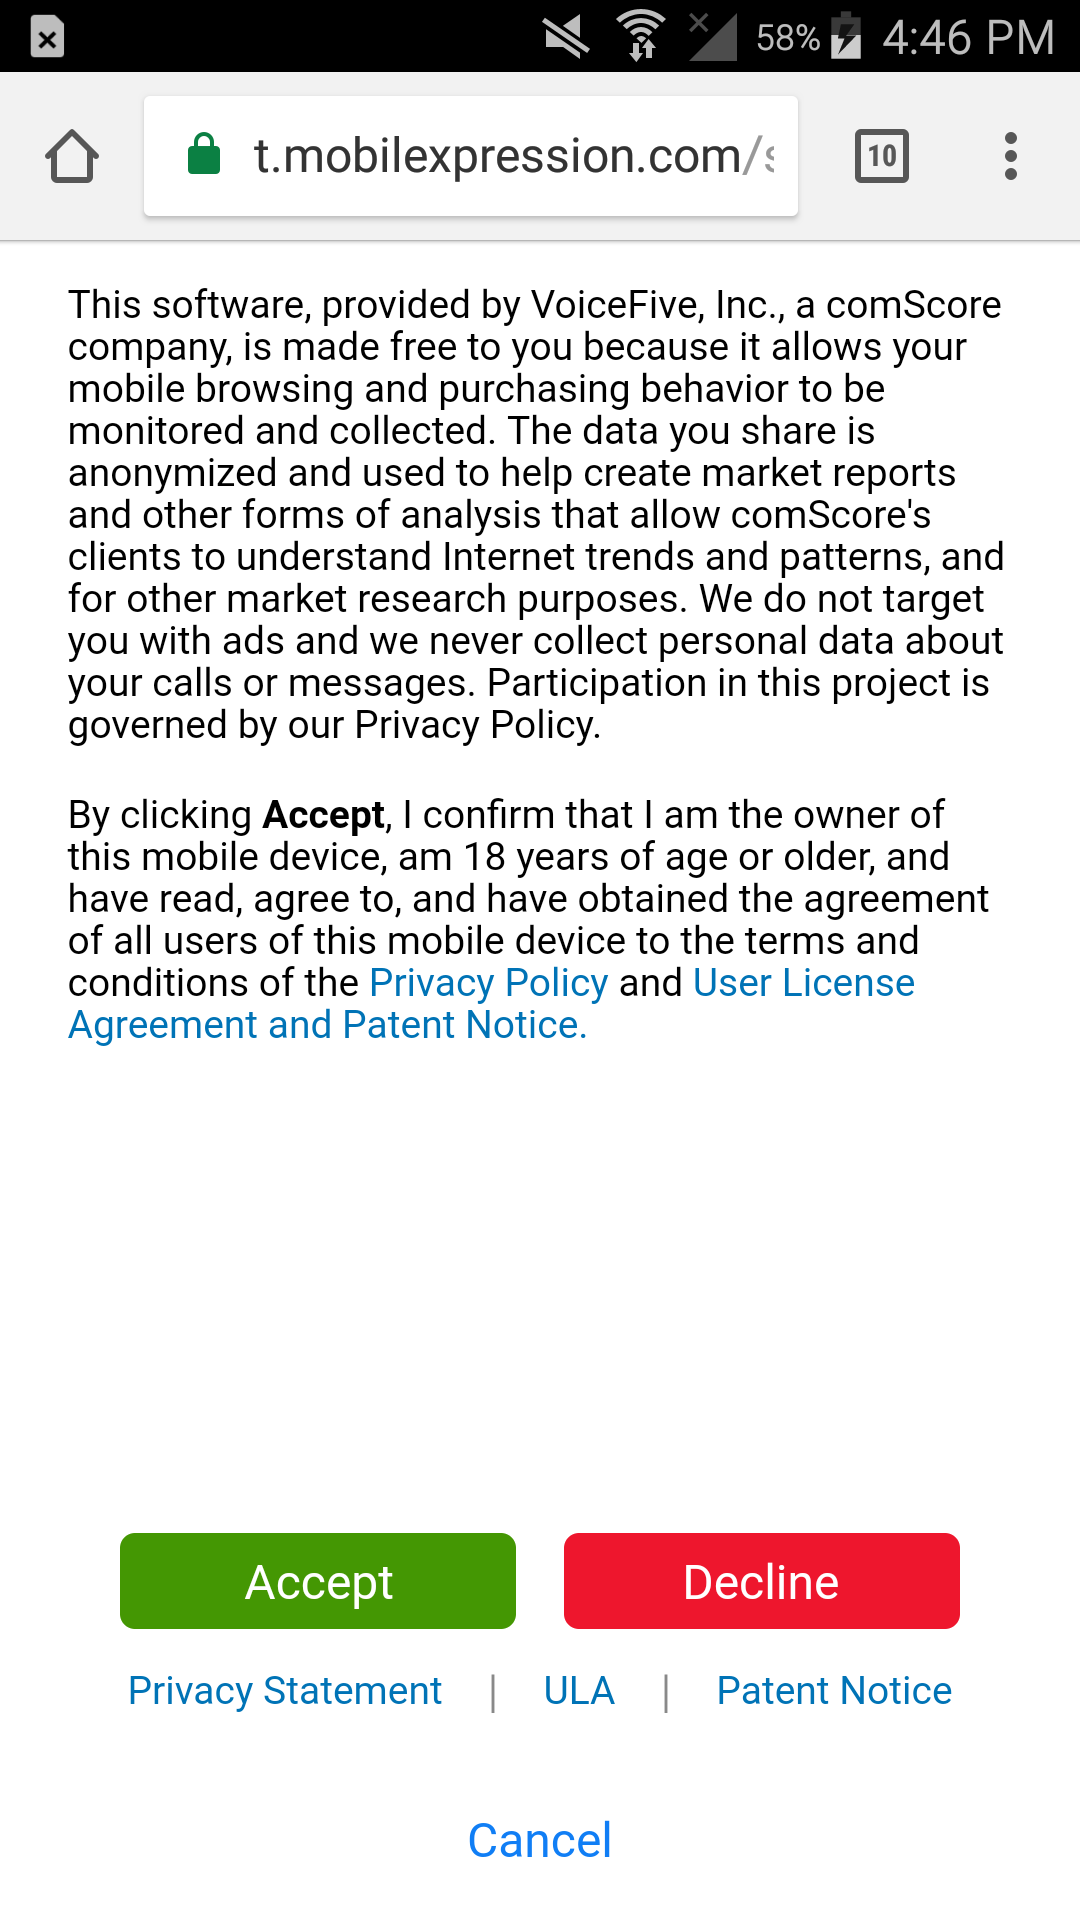 58% 4:46 PM
t.mobilexpression.com/s
10
This software, provided by VoiceFive, Inc., a comScore
company, is made free to you because it allows your
mobile browsing and purchasing behavior to be
monitored and collected. The data you share is
anonymized and used to help create market reports
and other forms of analysis that allow comScore's
clients to understand Internet trends and patterns, and
for other market research purposes. We do not target
you with ads and we never collect personal data about
your calls or messages. Participation in this project is
governed by our Privacy Policy.
By clicking Accept, I confirm that I am the owner of
this mobile device, am 18 years of age or older, and
have read, agree to, and have obtained the agreement
of all users of this mobile device to the terms and
conditions of the Privacy Policy and User License
Agreement and Patent Notice.
Accept Decline
Privacy Statement | ULA | Patent Notice
Cancel